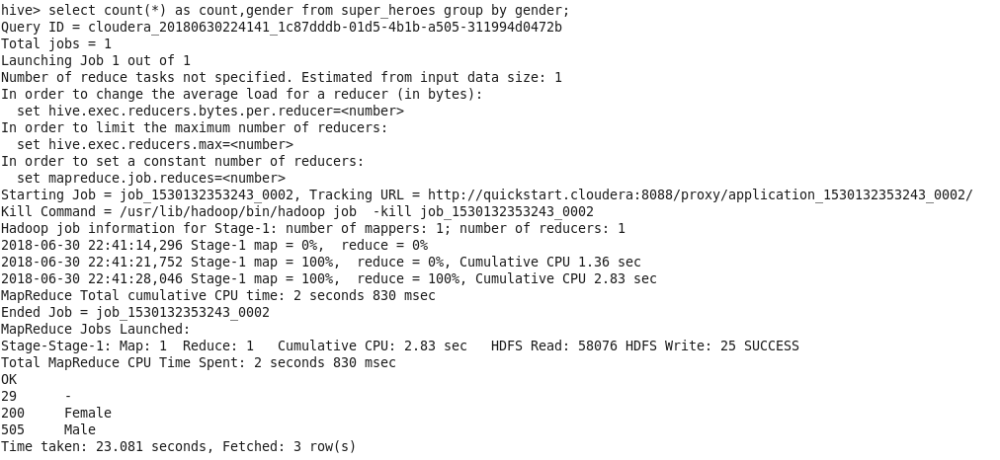 hive> select count(*) as count,gender from super_heroes group by gender;
Query ID = cloudera_20180630224141_1c87dddb-01d5-4b1b-a505-311994d0472b
Total jobs = 1
Launching Job 1 out of 1
Number of reduce tasks not specified. Estimated from input data size: 1
In order to change the average load for a reducer (in bytes):
  set hive.exec.reducers.bytes.per.reducer=<number>
In order to limit the maximum number of reducers:
  set hive.exec.reducers.max=<number>
In order to set a constant number of reducers:
  set mapreduce.job.reduces=<number>
Starting Job = job_1530132353243_0002, Tracking URL = http://quickstart.cloudera:8088/proxy/application_1530132353243_0002/
Kill Command = /usr/lib/hadoop/bin/hadoop job  -kill job_1530132353243_0002
Hadoop job information for Stage-1: number of mappers: 1; number of reducers: 1
2018-06-30 22:41:14,296 Stage-1 map = 0%,  reduce = 0%
2018-06-30 22:41:21,752 Stage-1 map = 100%,  reduce = 0%, Cumulative CPU 1.36 sec
2018-06-30 22:41:28,046 Stage-1 map = 100%,  reduce = 100%, Cumulative CPU 2.83 sec
MapReduce Total cumulative CPU time: 2 seconds 830 msec
Ended Job = job_1530132353243_0002
MapReduce Jobs Launched:
Stage-Stage-1: Map: 1  Reduce: 1   Cumulative CPU: 2.83 sec   HDFS Read: 58076 HDFS Write: 25 SUCCESS
Total MapReduce CPU Time Spent: 2 seconds 830 msec
OK
29      -
200     Female
505     Male
Time taken: 23.081 seconds, Fetched: 3 row(s)